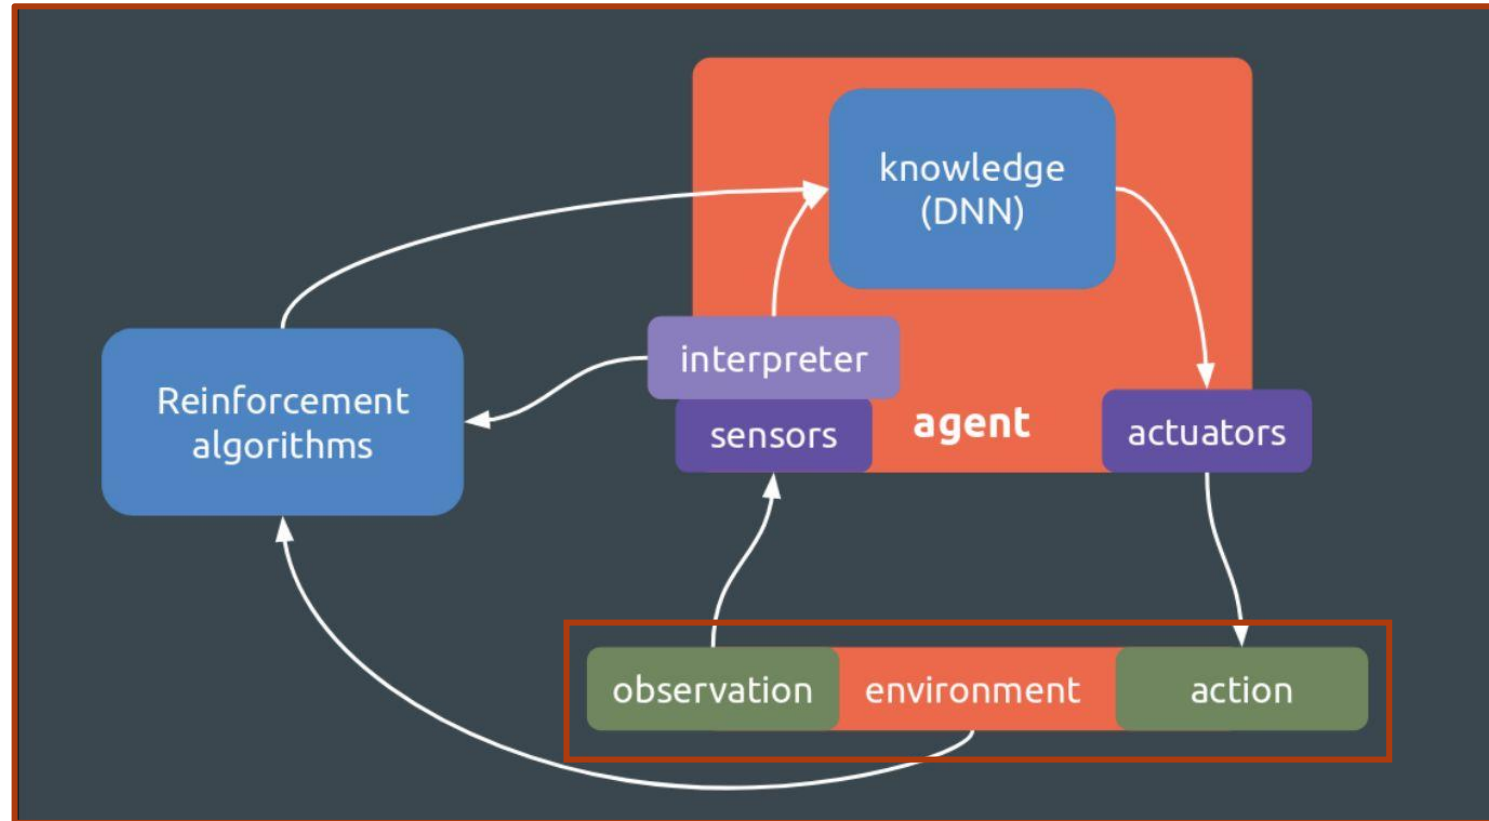 knowledge
(DNN)
interpreter
Reinforcement
algorithms
sensors
agent
actuators
observation
environment
action